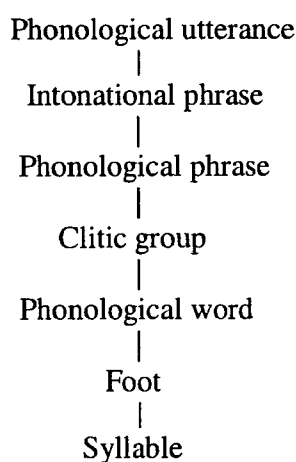 Phonological utterance
Intonational phrase
Phonological phrase
Clitic group
Phonological word
Foot
Syllable